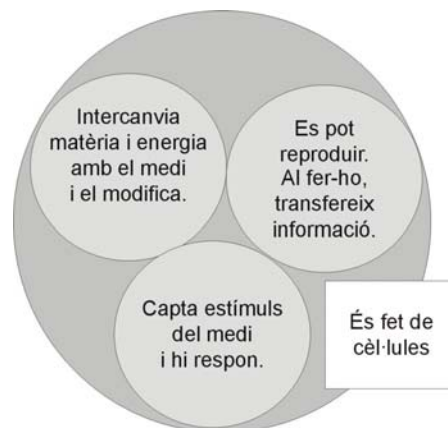 Intercanvia
matèria i energia
amb el medi
i el modifica.
Es pot
reproduir.
Al fer-ho,
transfereix
informació.
Capta estímuls
del medi
i hi respon.
És fet de
cèl·lules